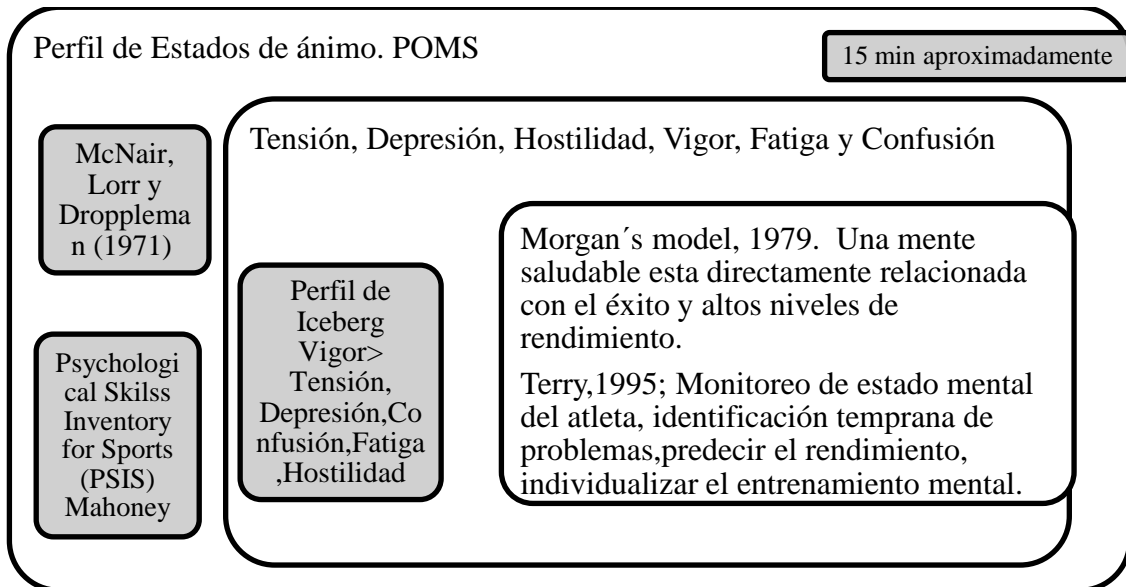 Perfil de Estados de ánimo. POMS
15 min aproximadamente
McNair,
Lorr y
Dropplema
n (1971)
Psychologi
cal Skilss
Inventory
for Sports
(PSIS)
Mahoney
Tensión, Depresión, Hostilidad, Vigor, Fatiga y Confusión
Perfil de
Iceberg
Vigor>
Tensión,
Depresión,Co
nfusión,Fatiga
,Hostilidad
Morgan´s model, 1979.  Una mente
saludable esta directamente relacionada
con el éxito y altos niveles de
rendimiento.
Terry,1995; Monitoreo de estado mental
del atleta, identificación temprana de
problemas,predecir el rendimiento,
individualizar el entrenamiento mental.